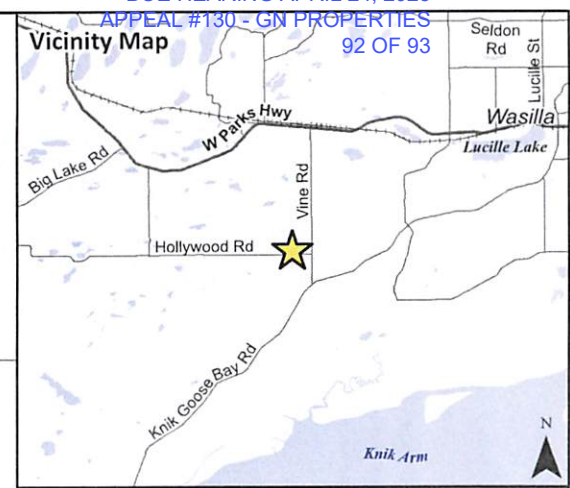 APPEAL #130 - GN PROPERTIES
92 OF 93
Vicinity Map
Seldon
Rd
Lucille St
W Parks Hwy
Wasilla
Lucille Lake
Big Lake Rd
Vine Rd
Hollywood Rd
Knik Goose Bay Rd
Knik Arm
N